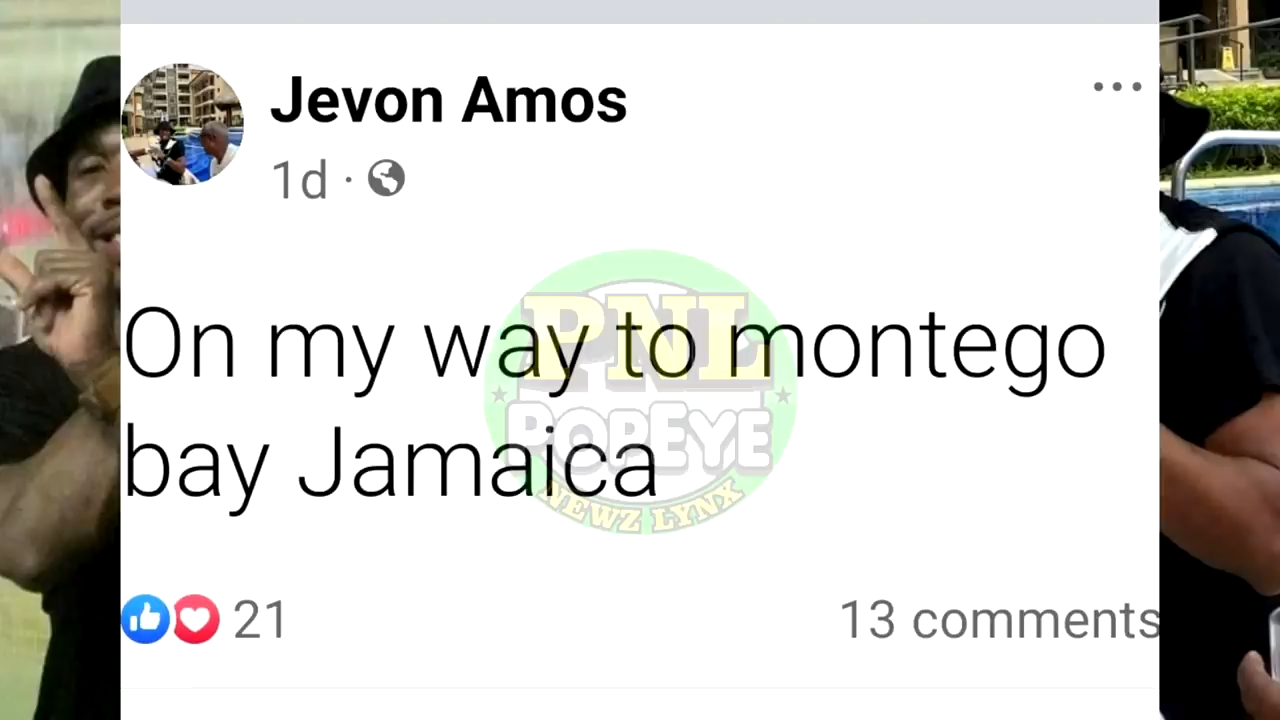 Jevon Amos
1d ·
PNL
On my way to montego
POPEYE
bay Jamaica
NEWZ LYNX
21
13 comments